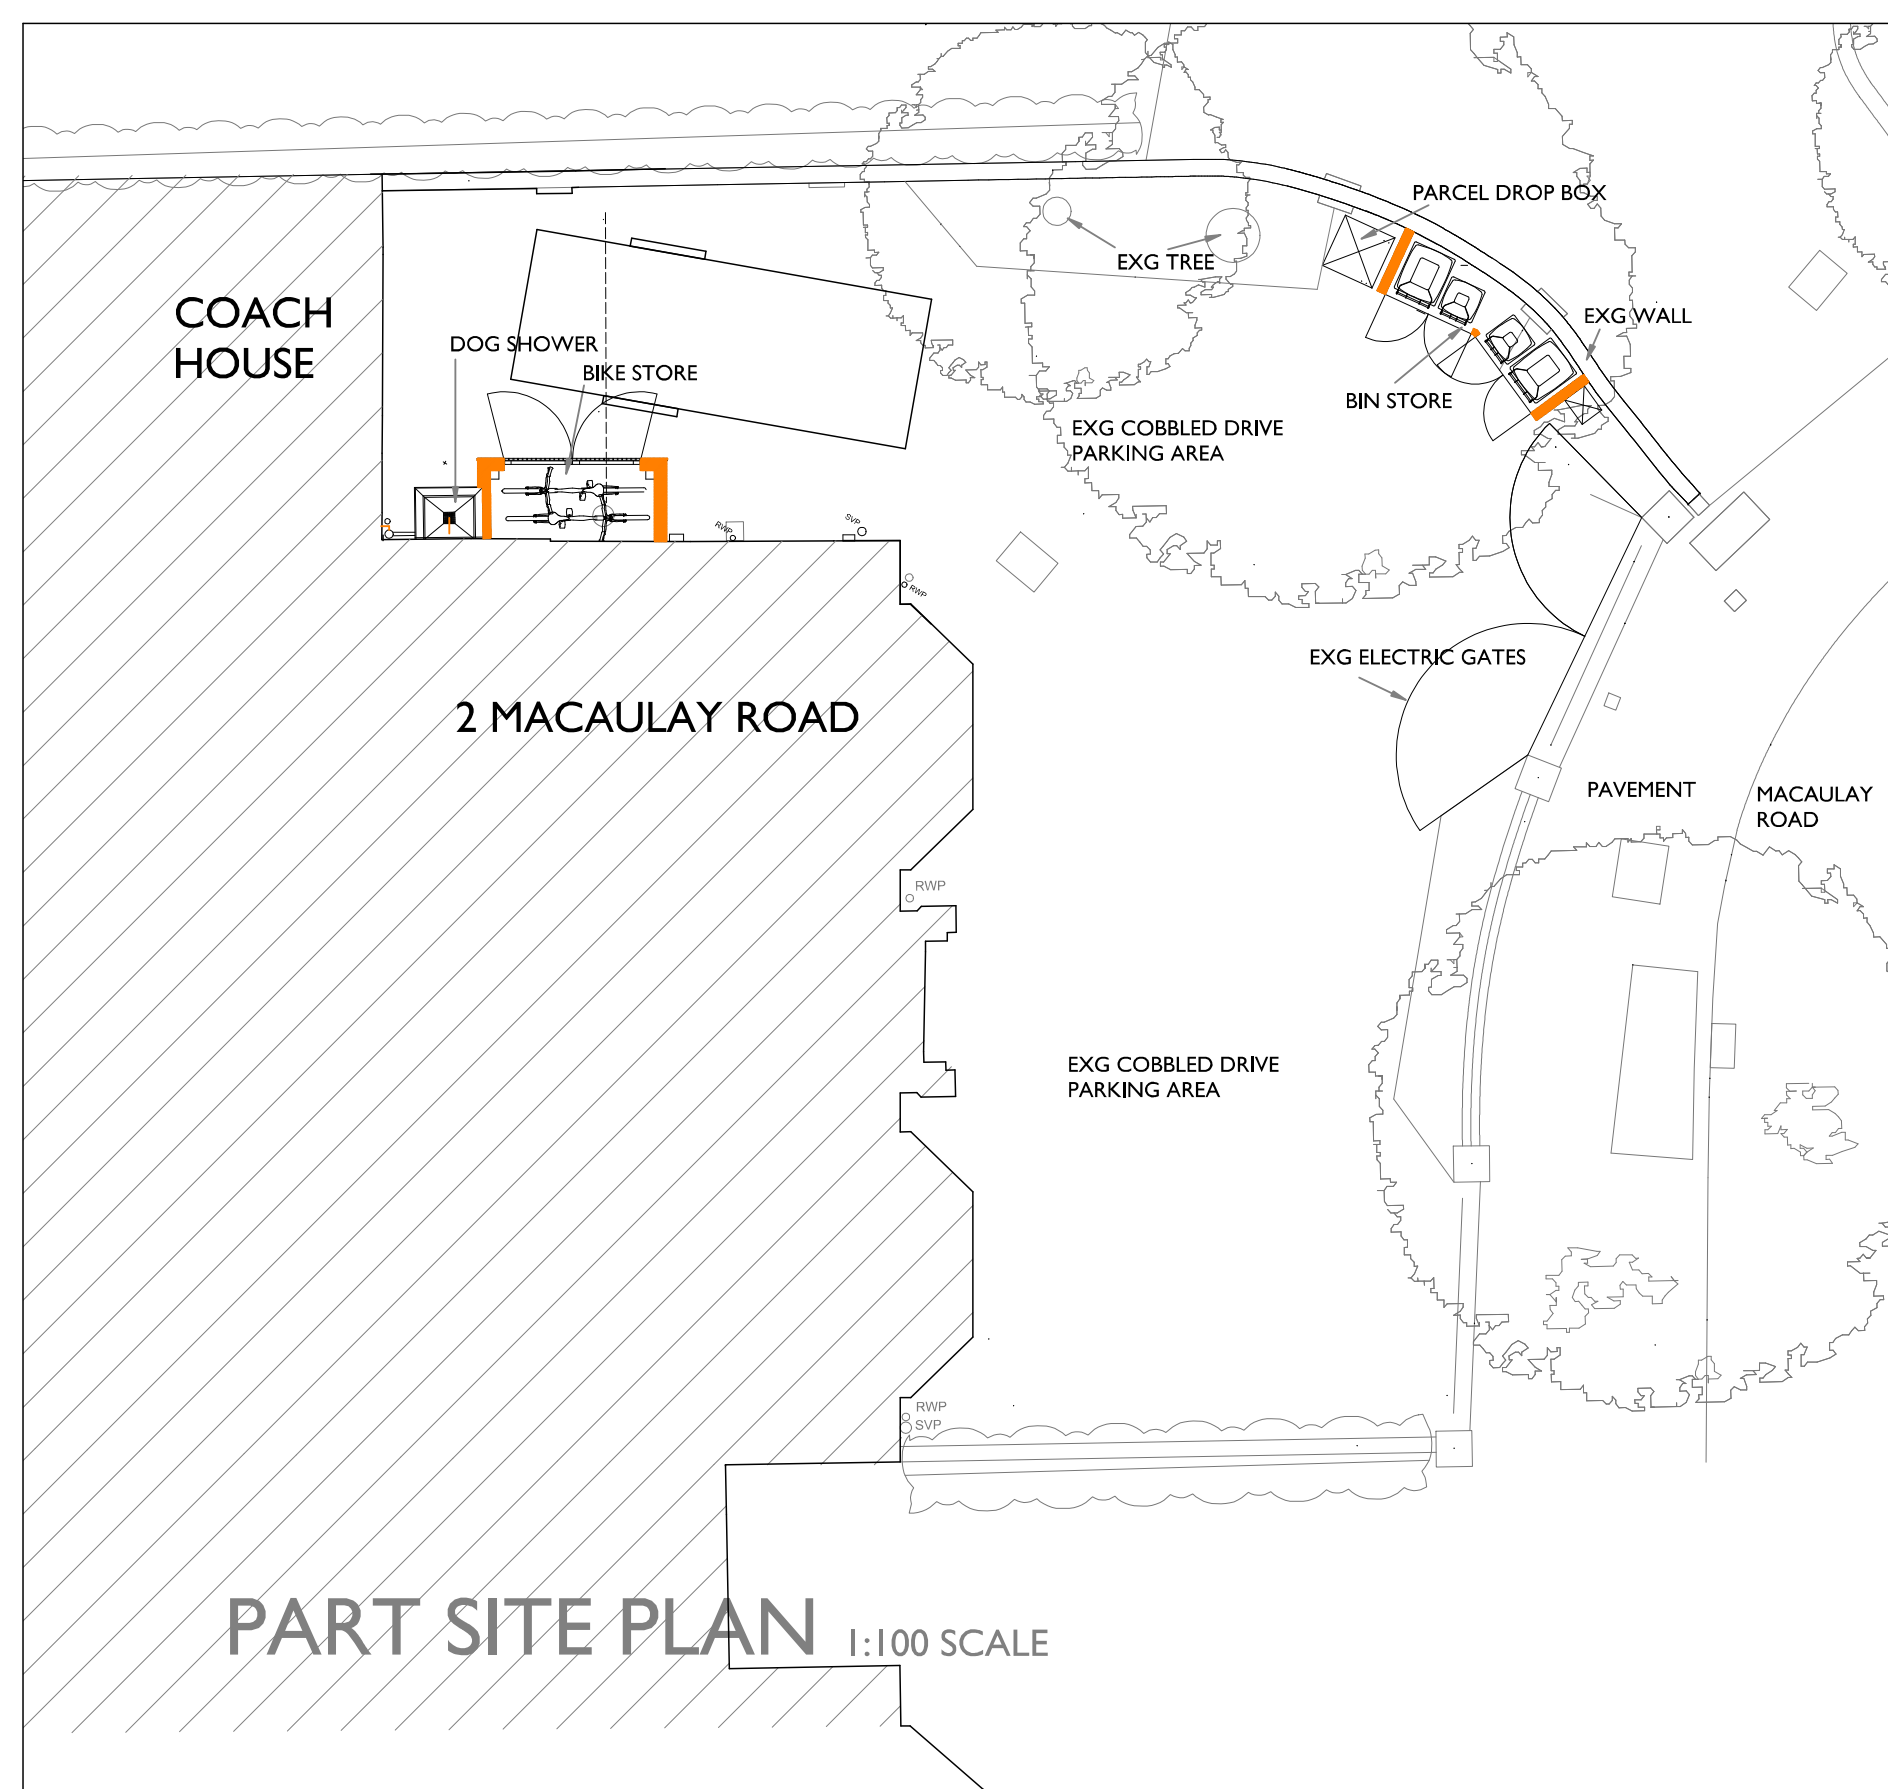 PARCEL DROP BOX
EXG TREE
COACH
HOUSE
EXG WALL
DOG SHOWER
BIKE STORE
BIN STORE
EXG COBBLED DRIVE
PARKING AREA
RWP
SVP
RWP
EXG ELECTRIC GATES
2 MACAULAY ROAD
PAVEMENT
MACAULAY
ROAD
RWP
EXG COBBLED DRIVE
PARKING AREA
RWP
SVP
PART SITE PLAN 1:100 SCALE